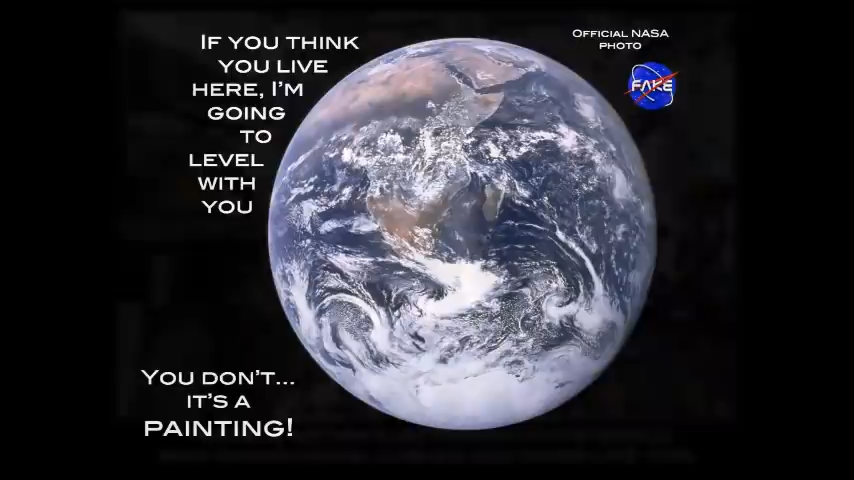 IF YOU THINK
YOU LIVE
HERE, I'M
GOING
TO
LEVEL
WITH
YOU
OFFICIAL NASA
PHOTO
FAKE
YOU DON'T...
IT'S A
PAINTING!